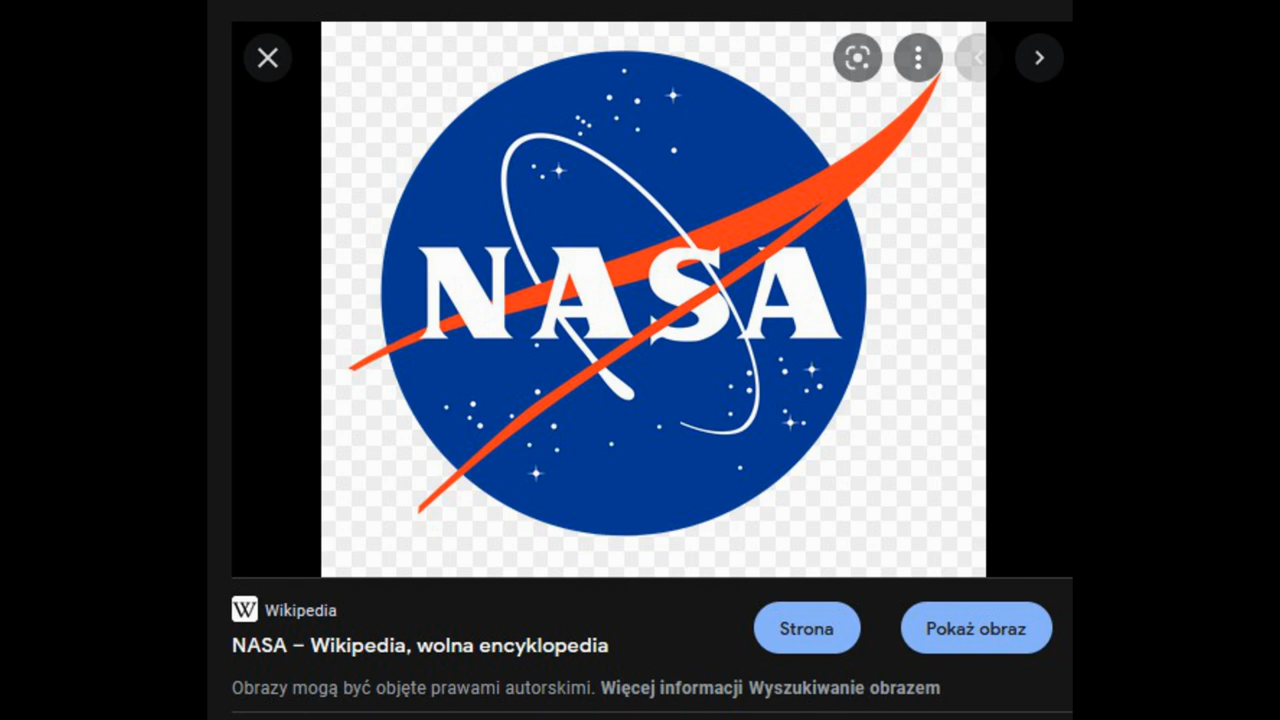 NASA
W Wikipedia
Strona
Pokaż obraz
NASA – Wikipedia, wolna encyklopedia
Obrazy mogą być objęte prawami autorskimi. Więcej informacji Wyszukiwanie obrazem